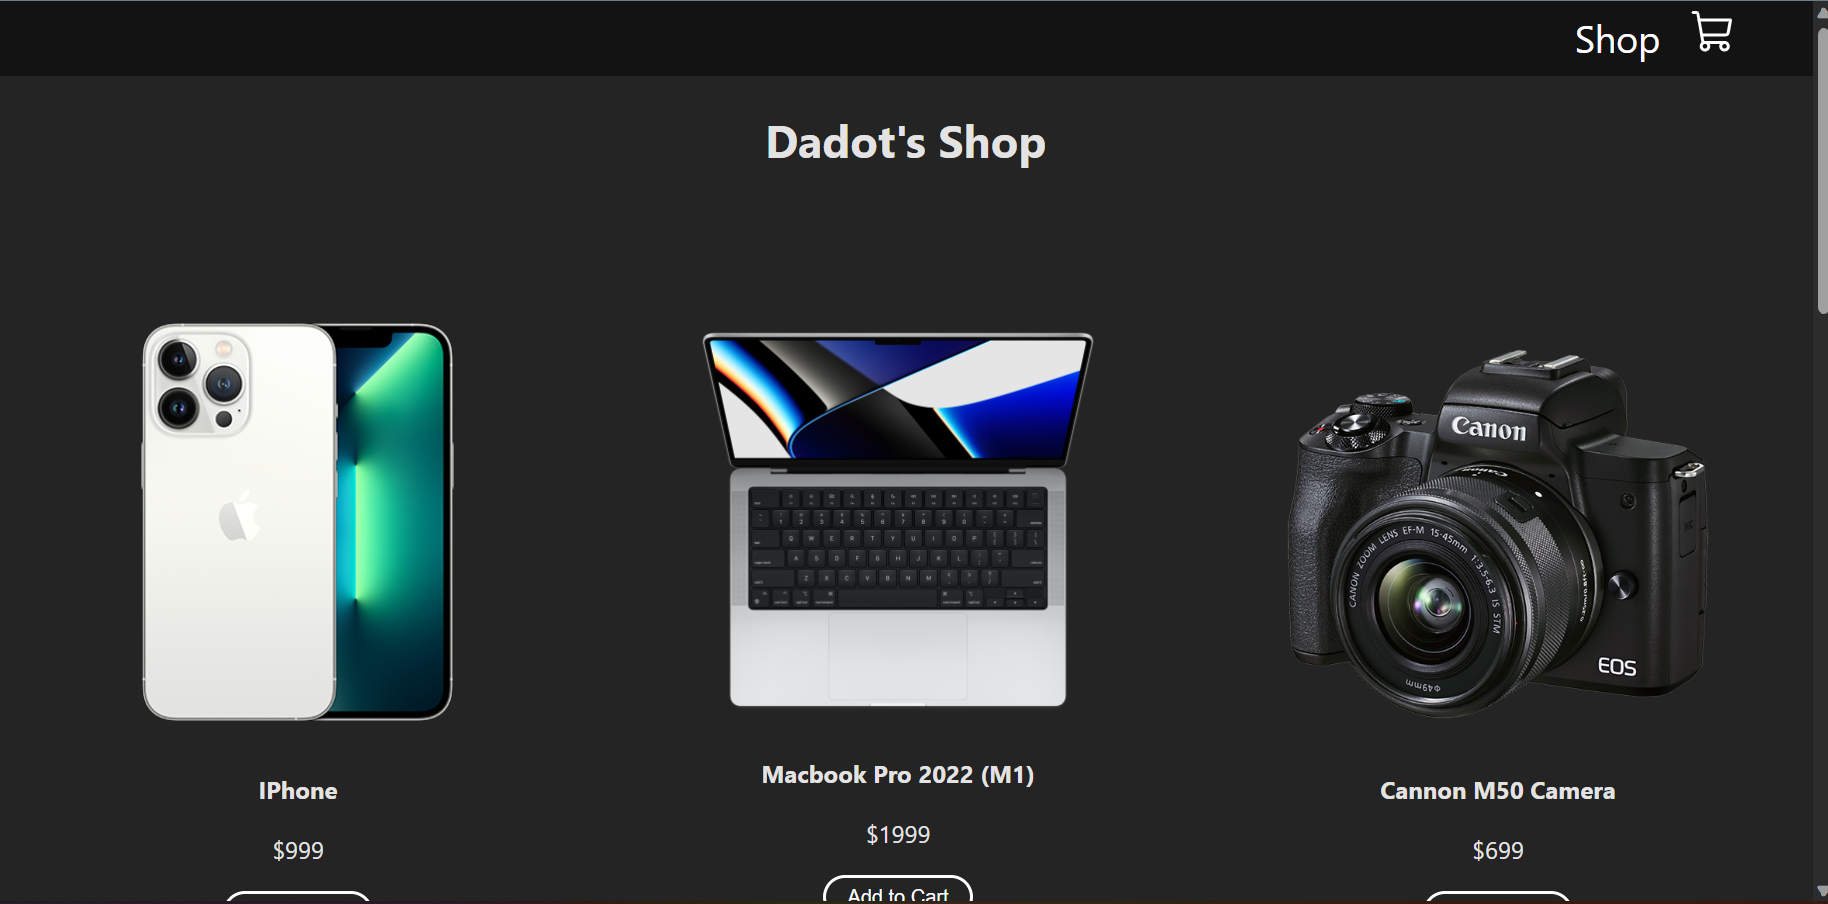 Shop
Dadot's Shop
Canon
CANON ZOOM LENS EF-M 15-45mm 1:3.5-6.3 IS STM
Φ49mm
EOS
Q W E R T Y U I O P
A S D F G H J K L
Z X C V B N M
IPhone
$999
Macbook Pro 2022 (M1)
$1999
Add to Cart
Cannon M50 Camera
$699